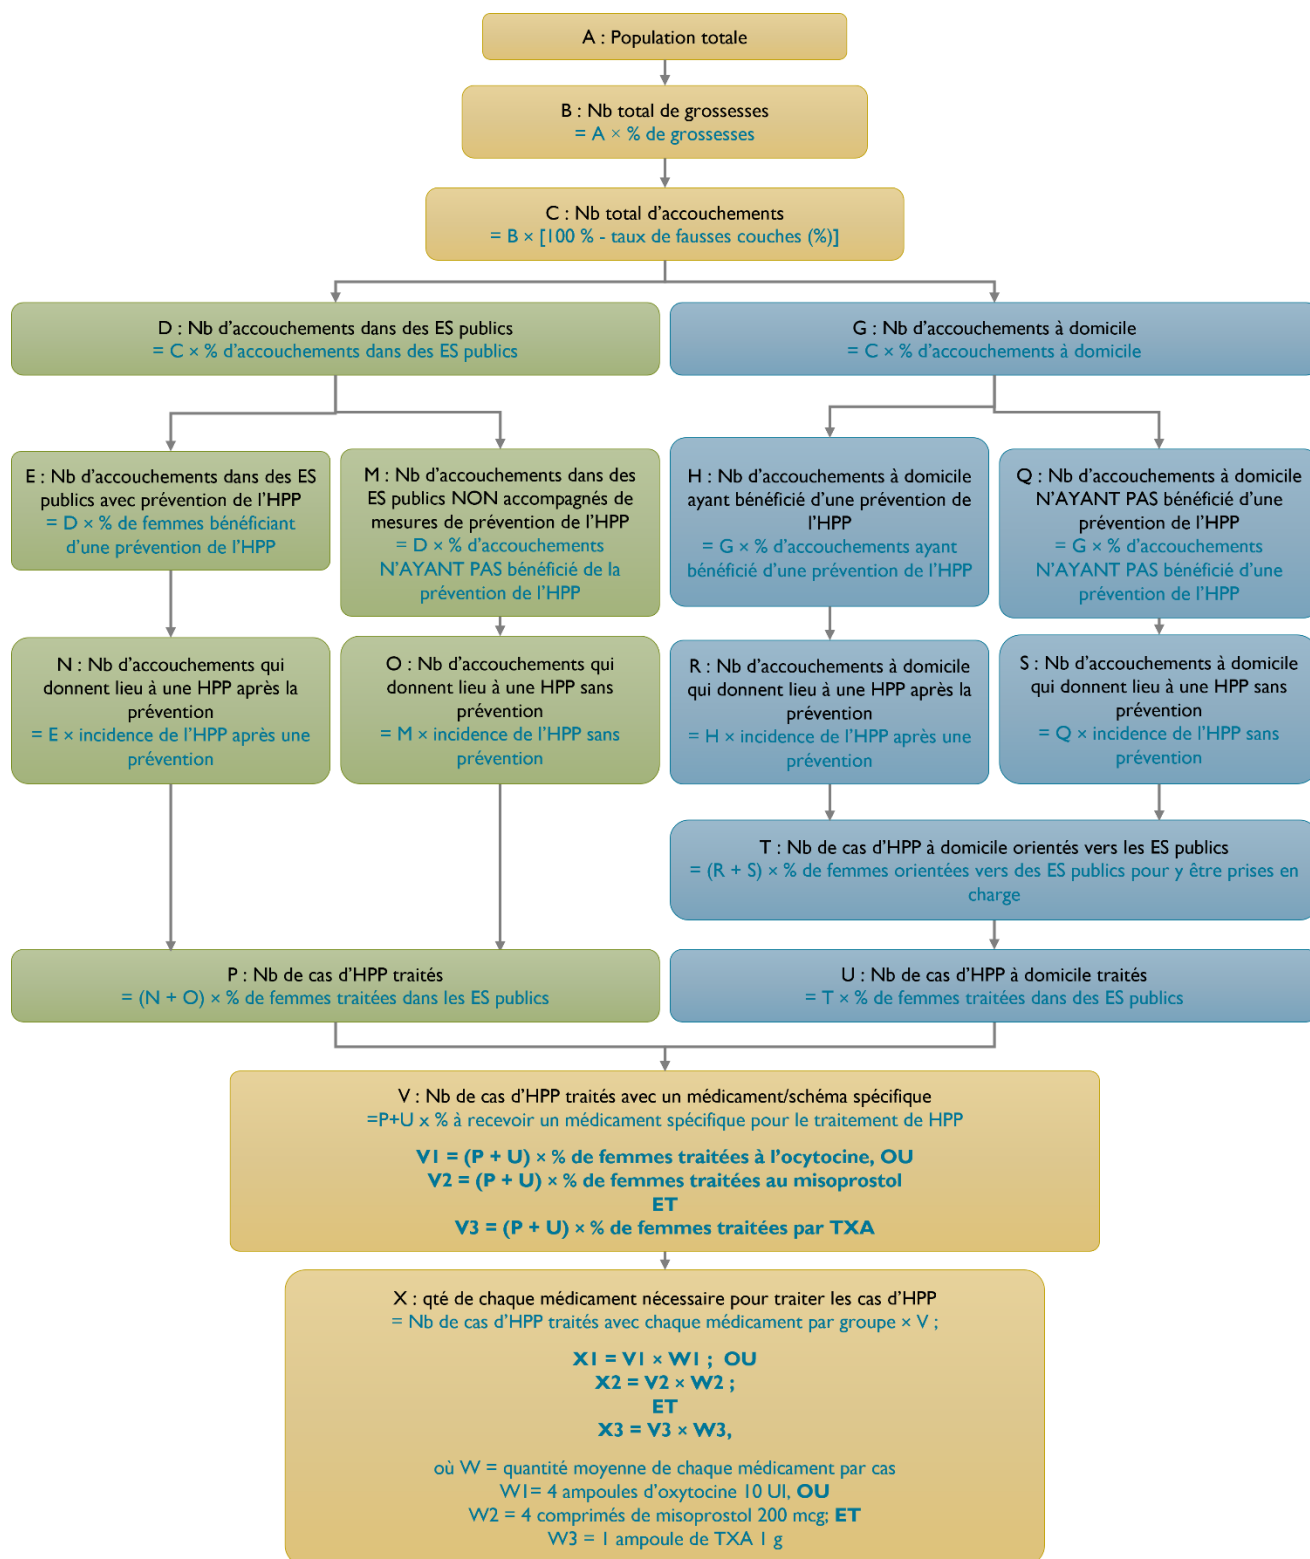 A : Population totale
B : Nb total de grossesses
= A × % de grossesses
C : Nb total d'accouchements
= B × [100 % - taux de fausses couches (%)]
D : Nb d'accouchements dans des ES publics
= C × % d'accouchements dans des ES publics
G : Nb d'accouchements à domicile
= C × % d'accouchements à domicile
E : Nb d'accouchements dans des ES
publics avec prévention de l'HPP
= D × % de femmes bénéficiant
d'une prévention de l'HPP
M : Nb d'accouchements dans des
ES publics NON accompagnés de
mesures de prévention de l'HPP
= D × % d'accouchements
N'AYANT PAS bénéficié de la
prévention de l'HPP
H : Nb d'accouchements à domicile
ayant bénéficié d'une prévention de
l'HPP
= G × % d'accouchements ayant
bénéficié d'une prévention de l'HPP
Q : Nb d'accouchements à domicile
N'AYANT PAS bénéficié d'une
prévention de l'HPP
= G × % d'accouchements
N'AYANT PAS bénéficié d'une
prévention de l'HPP
N : Nb d'accouchements qui
donnent lieu à une HPP après la
prévention
= E × incidence de l'HPP après une
prévention
O : Nb d'accouchements qui
donnent lieu à une HPP sans
prévention
= M × incidence de l'HPP sans
prévention
R : Nb d'accouchements à domicile
qui donnent lieu à une HPP après la
prévention
= H × incidence de l'HPP après une
prévention
S : Nb d'accouchements à domicile
qui donnent lieu à une HPP sans
prévention
= Q × incidence de l'HPP sans
prévention
T : Nb de cas d'HPP à domicile orientés vers les ES publics
= (R + S) × % de femmes orientées vers des ES publics pour y être prises en
charge
P : Nb de cas d'HPP traités
= (N + O) × % de femmes traitées dans les ES publics
U : Nb de cas d'HPP à domicile traités
= T × % de femmes traitées dans des ES publics
V : Nb de cas d'HPP traités avec un médicament/schéma spécifique
=P+U x % à recevoir un médicament spécifique pour le traitement de HPP
V1 = (P + U) × % de femmes traitées à l'ocytocine, OU
V2 = (P + U) × % de femmes traitées au misoprostol
ET
V3 = (P + U) × % de femmes traitées par TXA
X : qté de chaque médicament nécessaire pour traiter les cas d'HPP
= Nb de cas d'HPP traités avec chaque médicament par groupe × V ;
X1 = V1 × W1 ; OU
X2 = V2 × W2 ;
ET
X3 = V3 × W3,
où W = quantité moyenne de chaque médicament par cas
W1= 4 ampoules d'oxytocine 10 UI, OU
W2 = 4 comprimés de misoprostol 200 mcg; ET
W3 = 1 ampoule de TXA 1 g